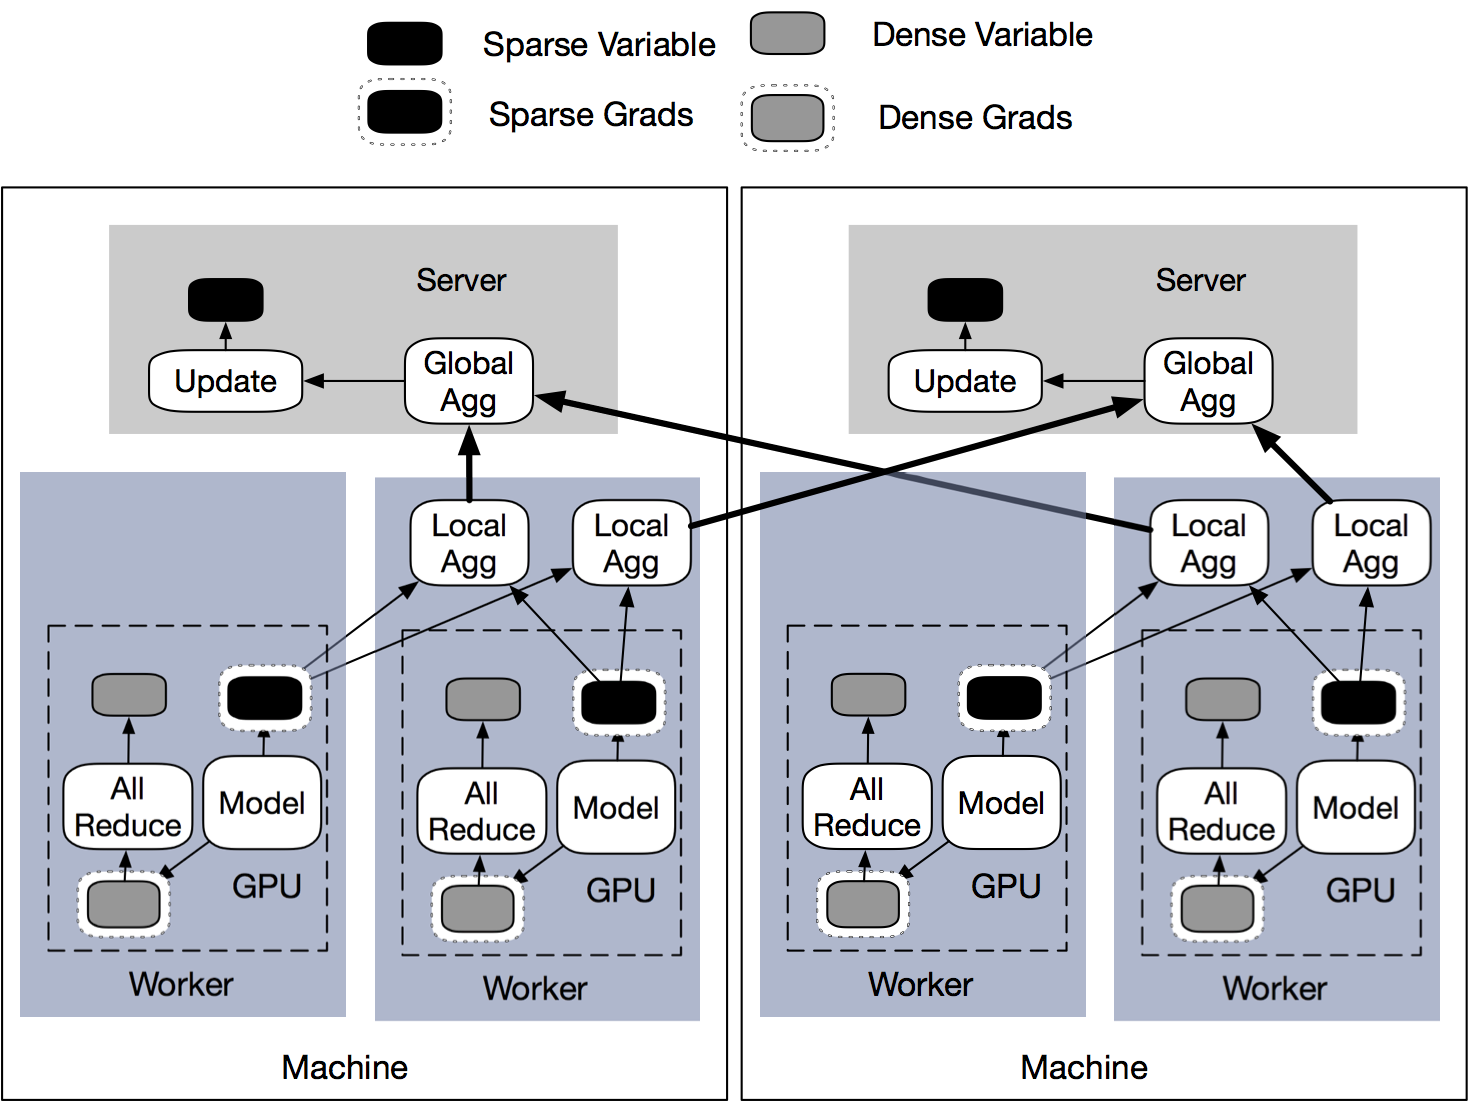 Sparse Variable
Dense Variable
Sparse Grads
Dense Grads
Server
Update
Global
Agg
Local
Agg
Local
Agg
All
Reduce
Model
GPU
Worker
All
Reduce
Model
GPU
Worker
Machine
Server
Update
Global
Agg
Local
Agg
Local
Agg
All
Reduce
Model
GPU
Worker
All
Reduce
Model
GPU
Worker
Machine